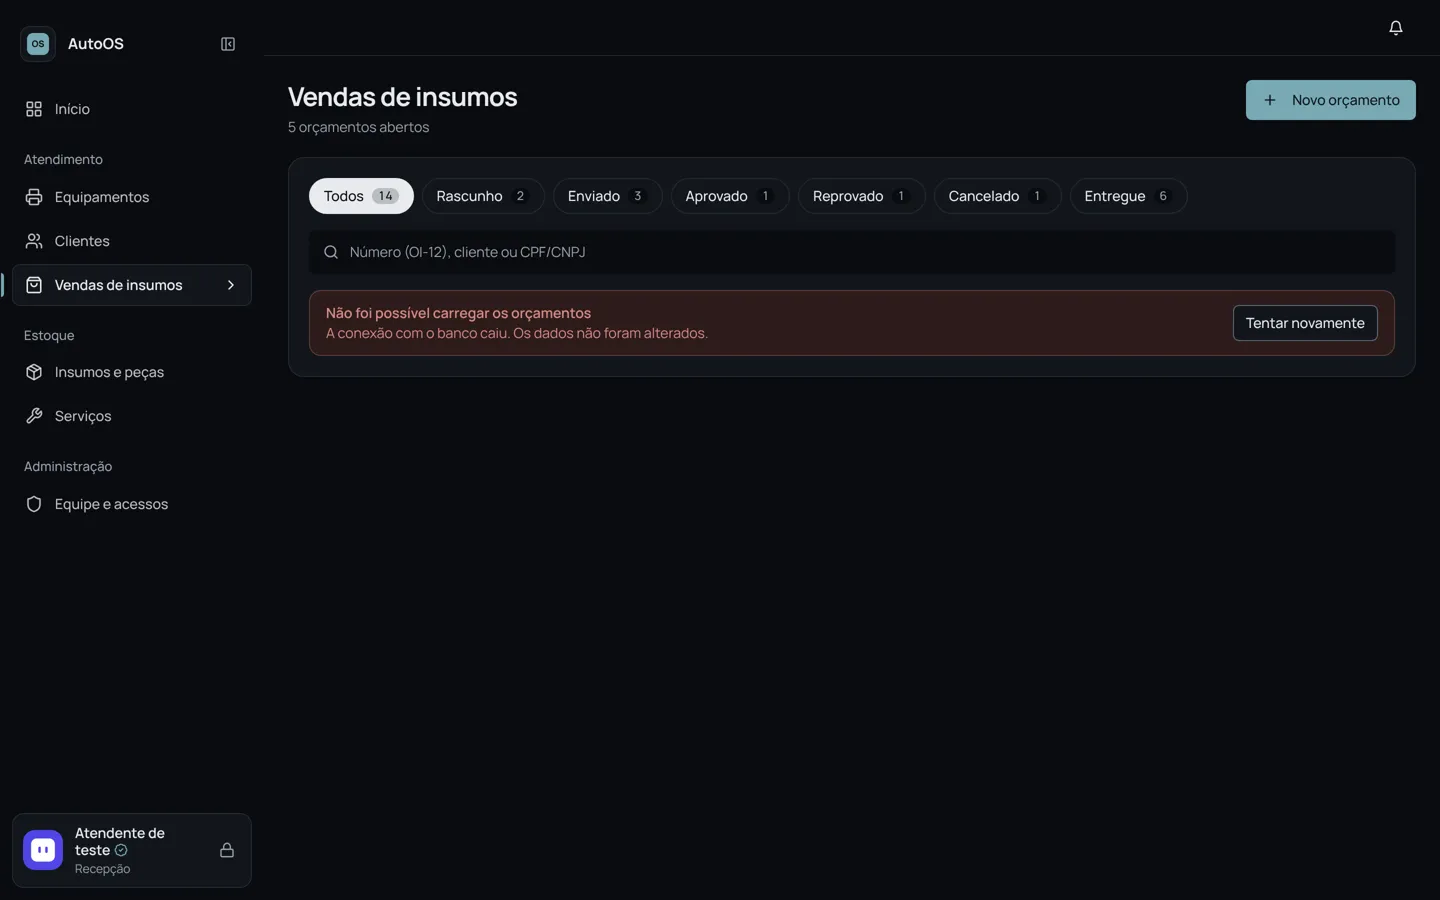 OS
AutoOS
Início
Atendimento
Equipamentos
Clientes
Vendas de insumos
Estoque
Insumos e peças
Serviços
Administração
Equipe e acessos
Atendente de
teste
Recepção
Vendas de insumos
5 orçamentos abertos
Novo orçamento
Todos 14 Rascunho 2 Enviado 3 Aprovado 1 Reprovado 1 Cancelado 1 Entregue 6
Número (OI-12), cliente ou CPF/CNPJ
Não foi possível carregar os orçamentos
A conexão com o banco caiu. Os dados não foram alterados.
Tentar novamente